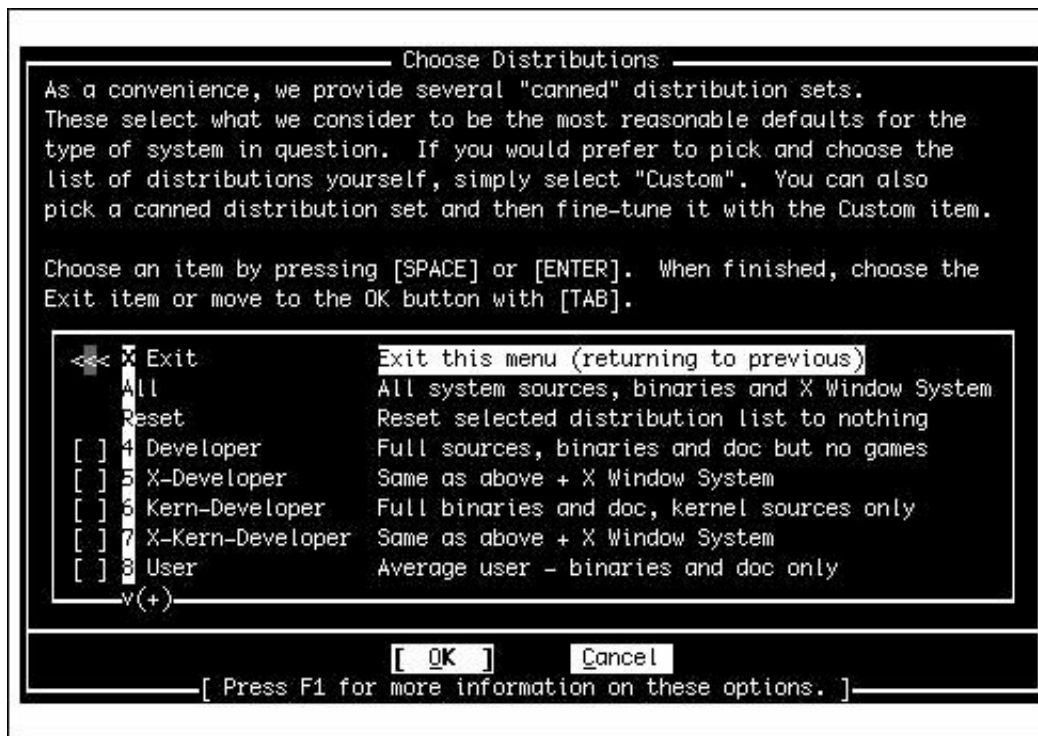 Choose Distributions
As a convenience, we provide several "canned" distribution sets.
These select what we consider to be the most reasonable defaults for the
type of system in question.  If you would prefer to pick and choose the
list of distributions yourself, simply select "Custom".  You can also
pick a canned distribution set and then fine-tune it with the Custom item.
Choose an item by pressing [SPACE] or [ENTER].  When finished, choose the
Exit item or move to the OK button with [TAB].
<<< X Exit Exit this menu (returning to previous)
All All system sources, binaries and X Window System
Reset Reset selected distribution list to nothing
[ ] 4 Developer Full sources, binaries and doc but no games
[ ] 5 X-Developer Same as above + X Window System
[ ] 6 Kern-Developer Full binaries and doc, kernel sources only
[ ] 7 X-Kern-Developer Same as above + X Window System
[ ] 8 User Average user - binaries and doc only
v(+)
[ OK ] Cancel
[ Press F1 for more information on these options. ]